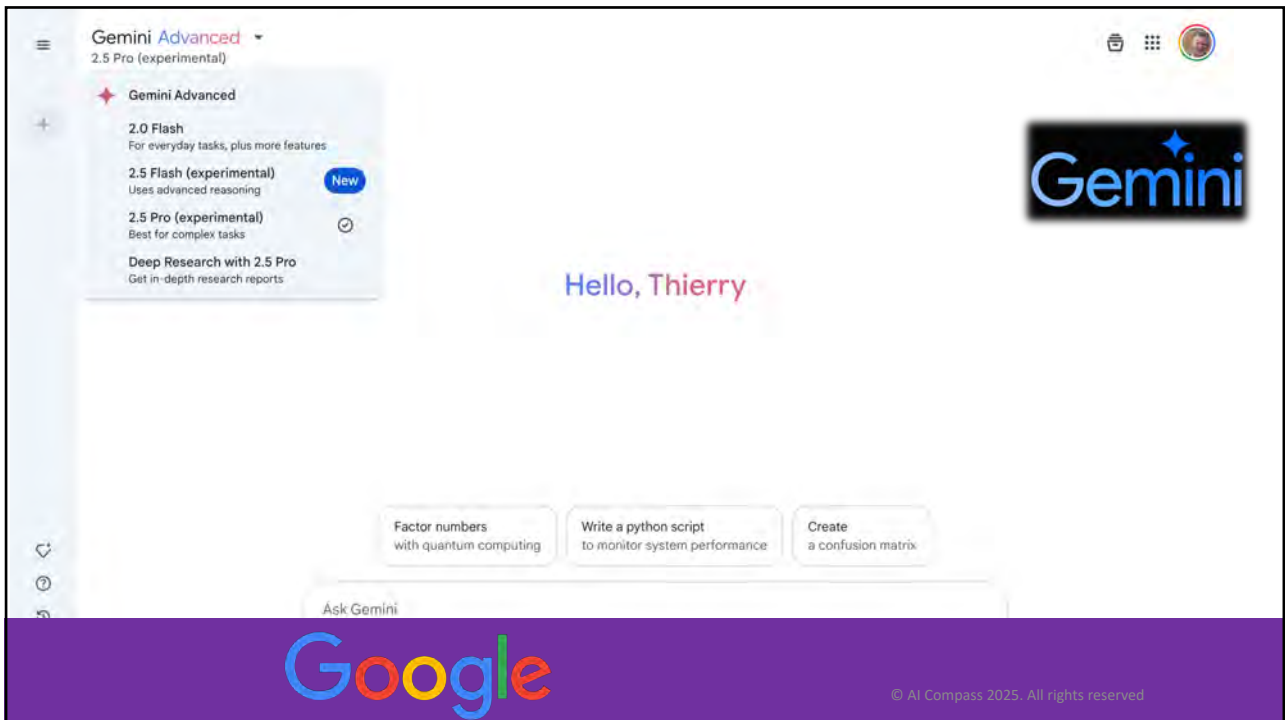 Gemini Advanced
2.5 Pro (experimental)
Gemini Advanced
2.0 Flash
For everyday tasks, plus more features
2.5 Flash (experimental)
Uses advanced reasoning
New
2.5 Pro (experimental)
Best for complex tasks
Deep Research with 2.5 Pro
Get in-depth research reports
Gemini
Hello, Thierry
Factor numbers
with quantum computing
Write a python script
to monitor system performance
Create
a confusion matrix
Ask Gemini
Google
© AI Compass 2025. All rights reserved